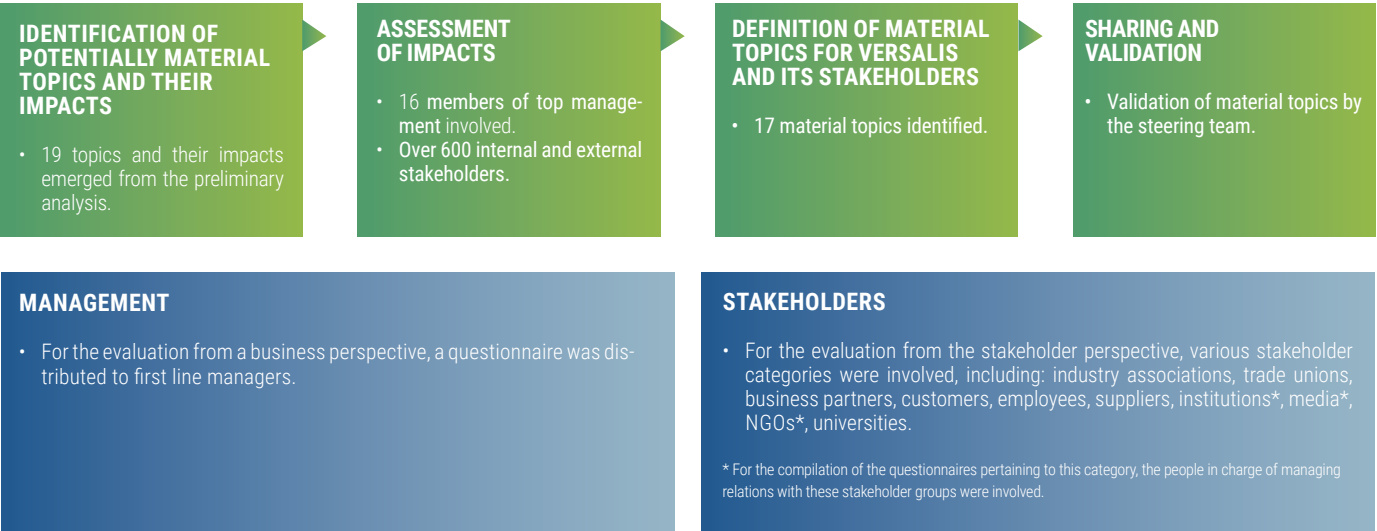 IDENTIFICATION OF
POTENTIALLY MATERIAL
TOPICS AND THEIR
IMPACTS
• 19 topics and their impacts
emerged from the preliminary
analysis.
ASSESSMENT
OF IMPACTS
• 16 members of top manage-
ment involved.
• Over 600 internal and external
stakeholders.
DEFINITION OF MATERIAL
TOPICS FOR VERSALIS
AND ITS STAKEHOLDERS
• 17 material topics identified.
SHARING AND
VALIDATION
• Validation of material topics by
the steering team.
MANAGEMENT
• For the evaluation from a business perspective, a questionnaire was dis-
tributed to first line managers.
STAKEHOLDERS
• For the evaluation from the stakeholder perspective, various stakeholder
categories were involved, including: industry associations, trade unions,
business partners, customers, employees, suppliers, institutions*, media*,
NGOs*, universities.
* For the compilation of the questionnaires pertaining to this category, the people in charge of managing
relations with these stakeholder groups were involved.